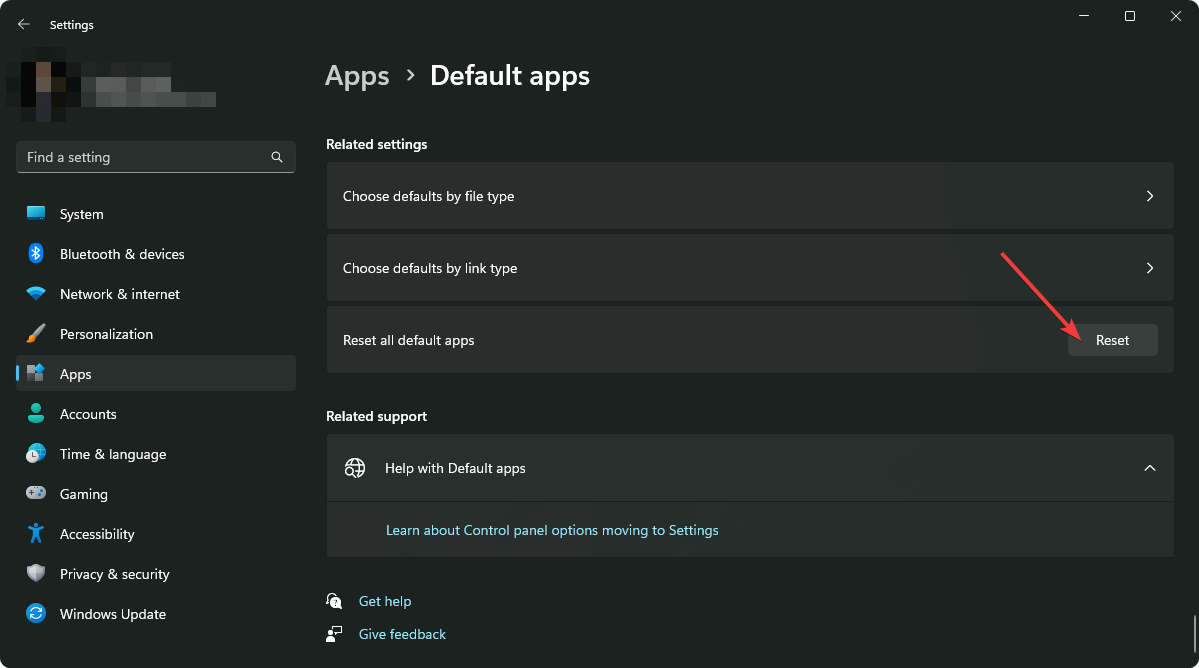 Settings
Apps > Default apps
Find a setting
System
Bluetooth & devices
Network & internet
Personalization
Apps
Accounts
Time & language
Gaming
Accessibility
Privacy & security
Windows Update
Related settings
Choose defaults by file type
Choose defaults by link type
Reset all default apps
Reset
Related support
Help with Default apps
Learn about Control panel options moving to Settings
Get help
Give feedback